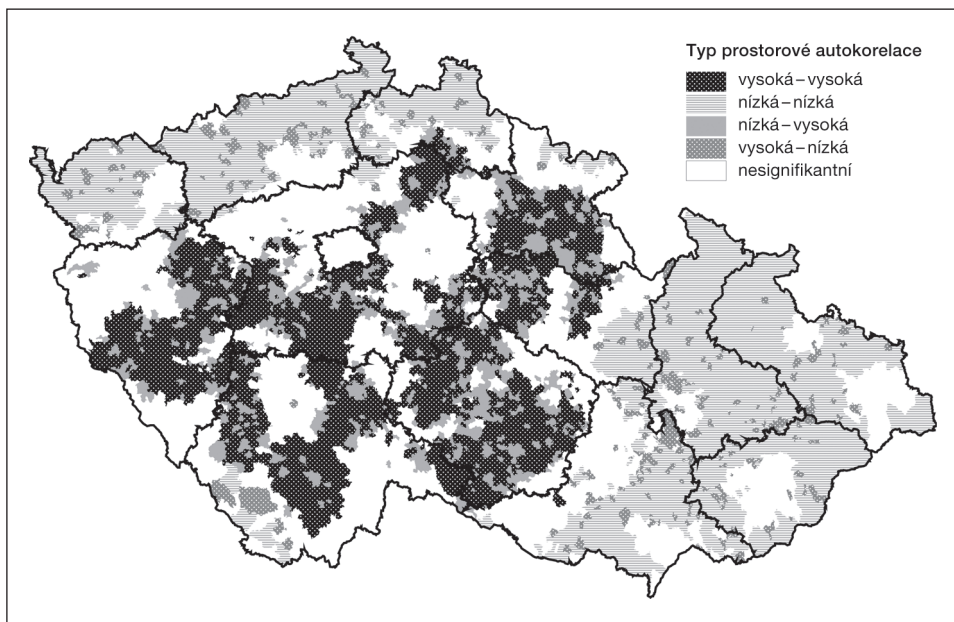 Typ prostorové autokorelace
vysoká – vysoká
nízká – nízká
nízká – vysoká
vysoká – nízká
nesignifikantní